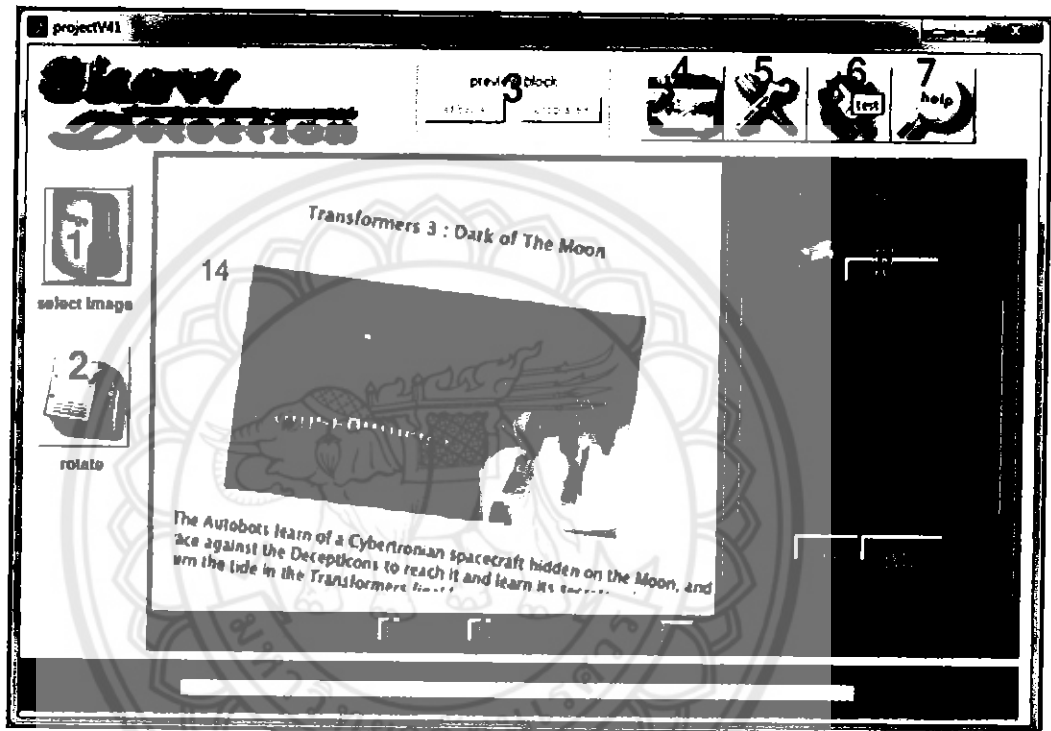 projectV41
X
Skew
Detection
preview block
3
4
5
6
test
7
help
1
select image
2
rotate
Transformers 3 : Dark of The Moon
14
The Autobots learn of a Cybertronian spacecraft hidden on the Moon, and
ace against the Decepticons to reach it and learn its
urn the tide in the Transformers